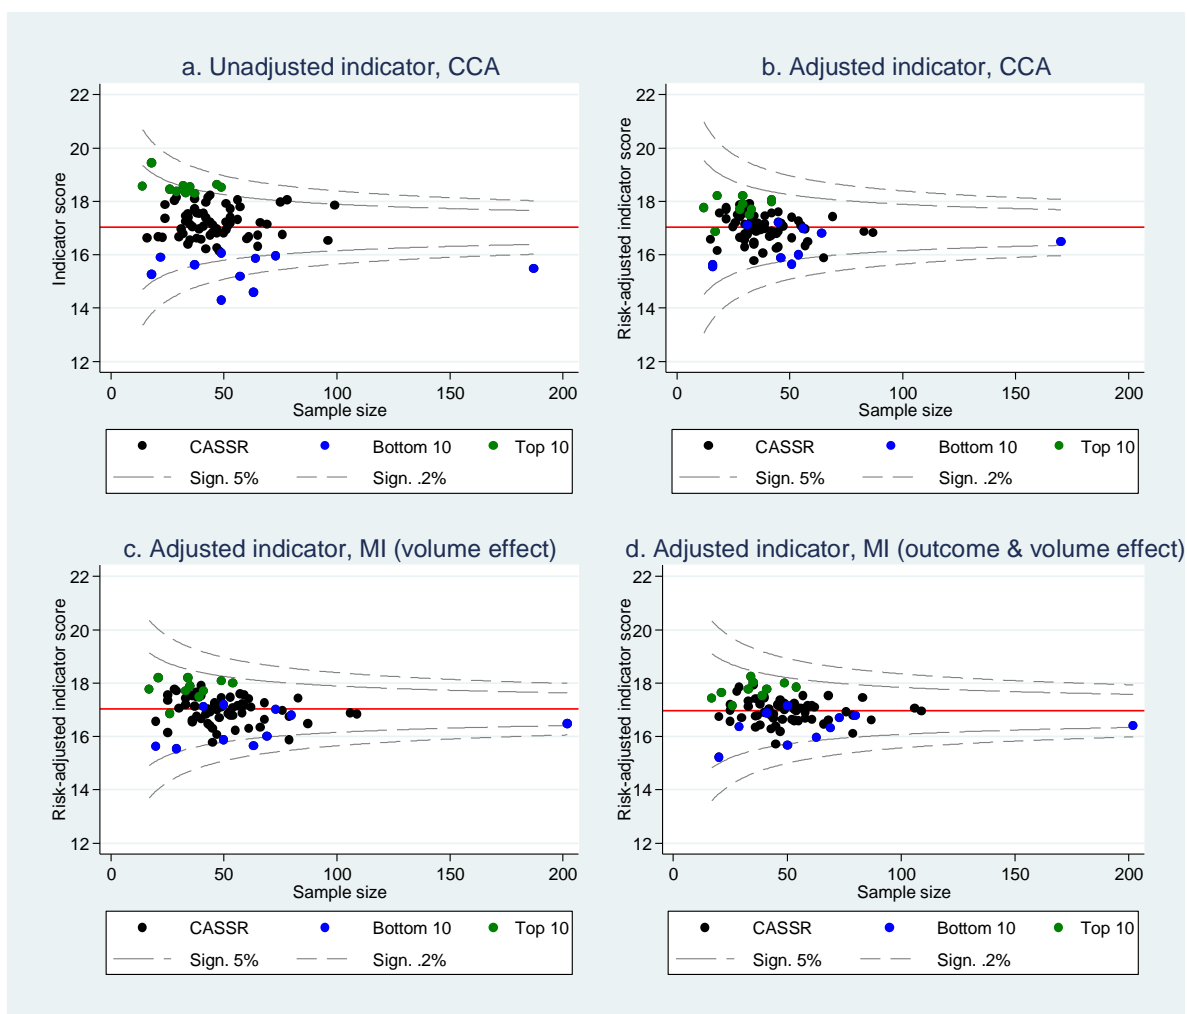 a. Unadjusted indicator, CCA
Indicator score
22
20
18
16
14
12
0 50 100 150 200
Sample size
CASSR Bottom 10 Top 10
Sign. 5% Sign. .2%
b. Adjusted indicator, CCA
Risk-adjusted indicator score
22
20
18
16
14
12
0 50 100 150 200
Sample size
CASSR Bottom 10 Top 10
Sign. 5% Sign. .2%
c. Adjusted indicator, MI (volume effect)
Risk-adjusted indicator score
22
20
18
16
14
12
0 50 100 150 200
Sample size
CASSR Bottom 10 Top 10
Sign. 5% Sign. .2%
d. Adjusted indicator, MI (outcome & volume effect)
Risk-adjusted indicator score
22
20
18
16
14
12
0 50 100 150 200
Sample size
CASSR Bottom 10 Top 10
Sign. 5% Sign. .2%